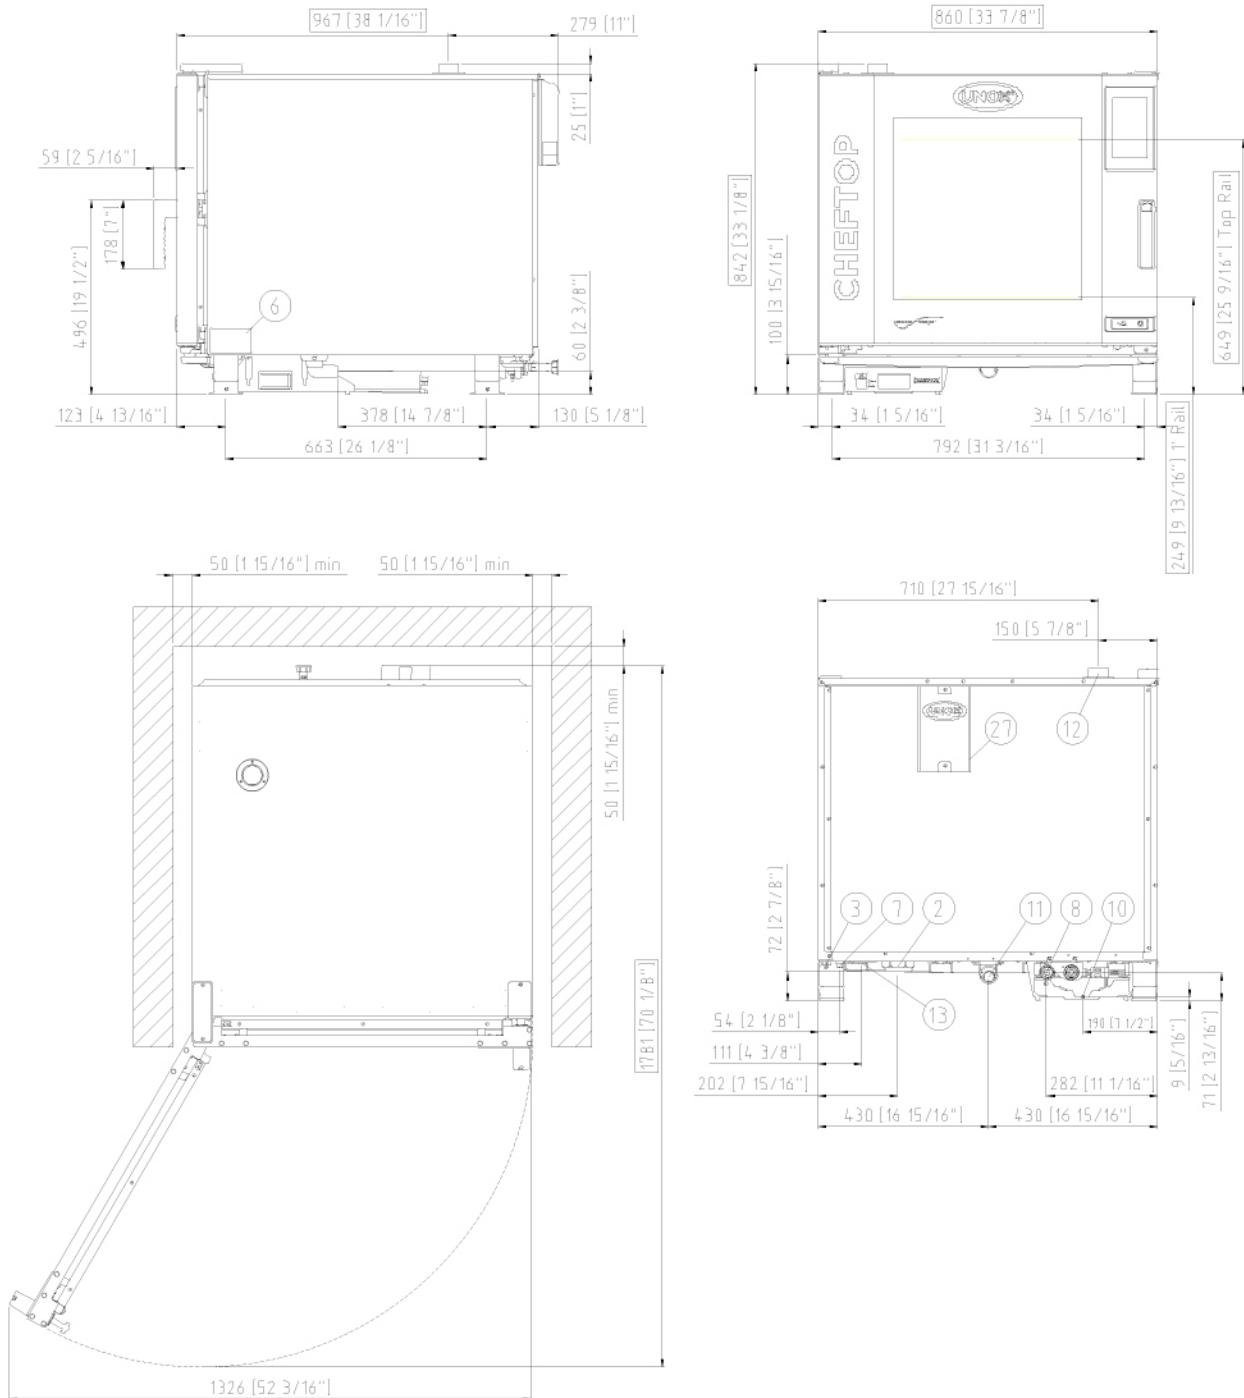 967 [38 1/16"]
279 [11"]
25 [1"]
59 [2 5/16"]
178 [7"]
496 [19 1/2"]
6
60 [2 3/8"]
123 [4 13/16"]
378 [14 7/8"]
130 [5 1/8"]
663 [26 1/8"]
860 [33 7/8"]
UNOX
CHEFTOP
842 [33 1/8"]
100 [3 15/16"]
649 [25 9/16"] Top Rail
34 [1 5/16"]
34 [1 5/16"]
792 [31 3/16"]
249 [9 13/16"] 1' Rail
50 [1 15/16"] min
50 [1 15/16"] min
50 [1 15/16"] min
1781 [70 1/8"]
1326 [52 3/16"]
710 [27 15/16"]
150 [5 7/8"]
UNOX
27
12
72 [2 7/8"]
3
7
2
11
8
10
13
54 [2 1/8"]
190 [7 1/2"]
111 [4 3/8"]
9 [5/16"]
202 [7 15/16"]
282 [11 1/16"]
71 [2 13/16"]
430 [16 15/16"]
430 [16 15/16"]